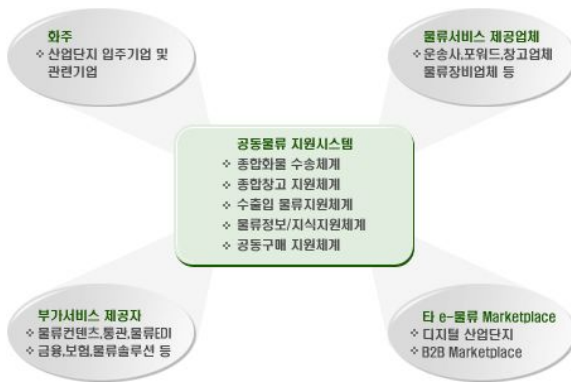 화주
❖ 산업단지 입주기업 및
관련기업
물류서비스 제공업체
❖ 운송사,포워드,창고업체
물류장비업체 등
공동물류 지원시스템
❖ 종합화물 수송체계
❖ 종합창고 지원체계
❖ 수출입 물류지원체계
❖ 물류정보/지식지원체계
❖ 공동구매 지원체계
부가서비스 제공자
❖ 물류컨텐츠,통관,물류EDI
❖ 금융,보험,물류솔루션 등
타 e-물류 Marketplace
❖ 디지털 산업단지
❖ B2B Marketplace